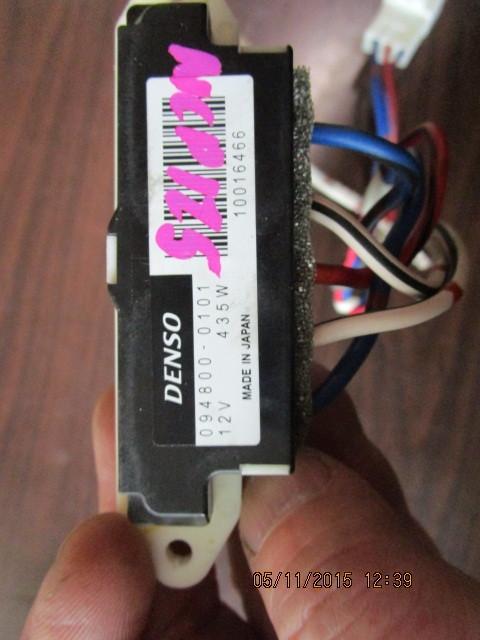 DENSO
094800-0101
12V 435W
MADE IN JAPAN
10016466
05/11/2015 12:39